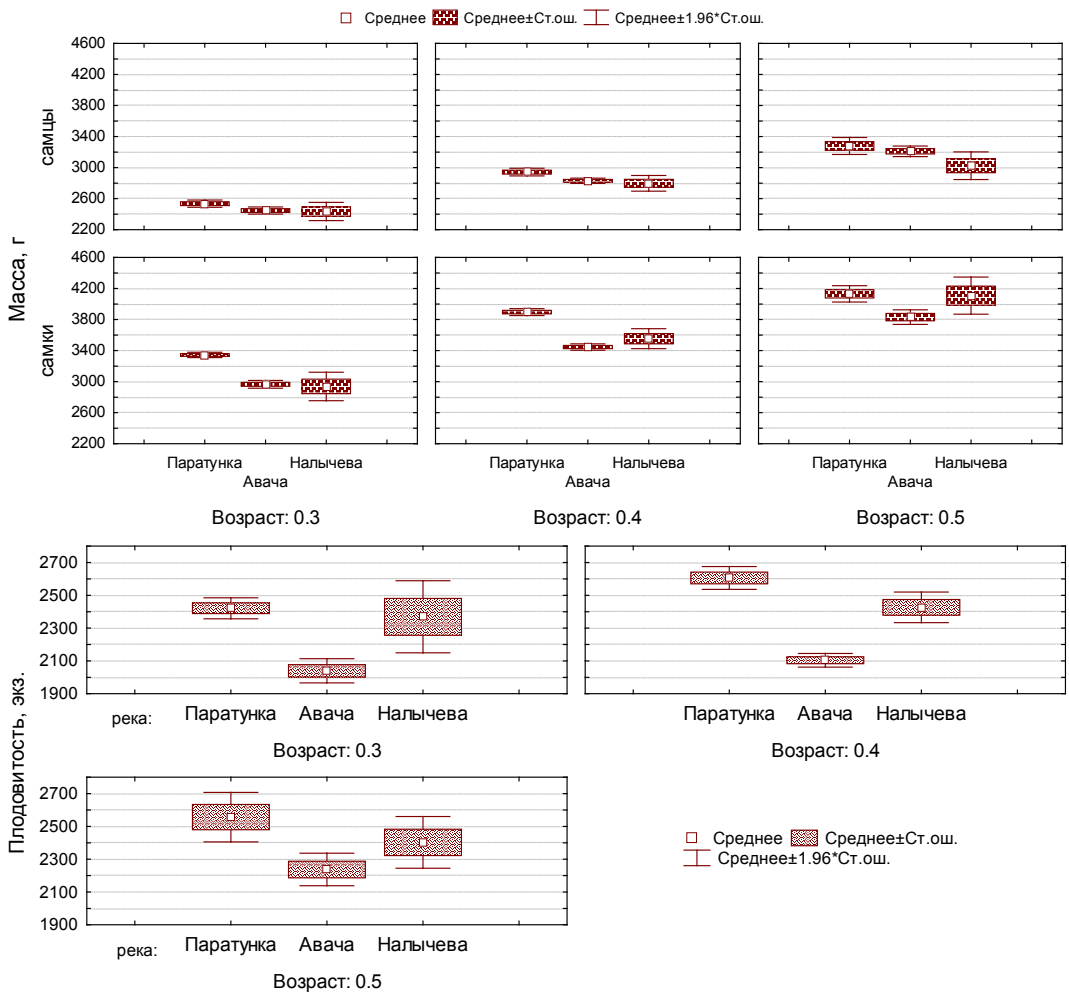 Среднее Среднее±Ст.ош. Среднее±1.96*Ст.ош.
Масса, г
самцы
4600
4200
3800
3400
3000
2600
2200
самки
4600
4200
3800
3400
3000
2600
2200
Паратунка Налычева Паратунка Налычева Паратунка Налычева
Авача Авача Авача
Возраст: 0.3 Возраст: 0.4 Возраст: 0.5
Плодовитость, экз.
2700
2500
2300
2100
1900
река: Паратунка Авача Налычева Паратунка Авача Налычева
Возраст: 0.3 Возраст: 0.4
2700
2500
2300
2100
1900
река: Паратунка Авача Налычева
Возраст: 0.5
Среднее Среднее±Ст.ош.
Среднее±1.96*Ст.ош.